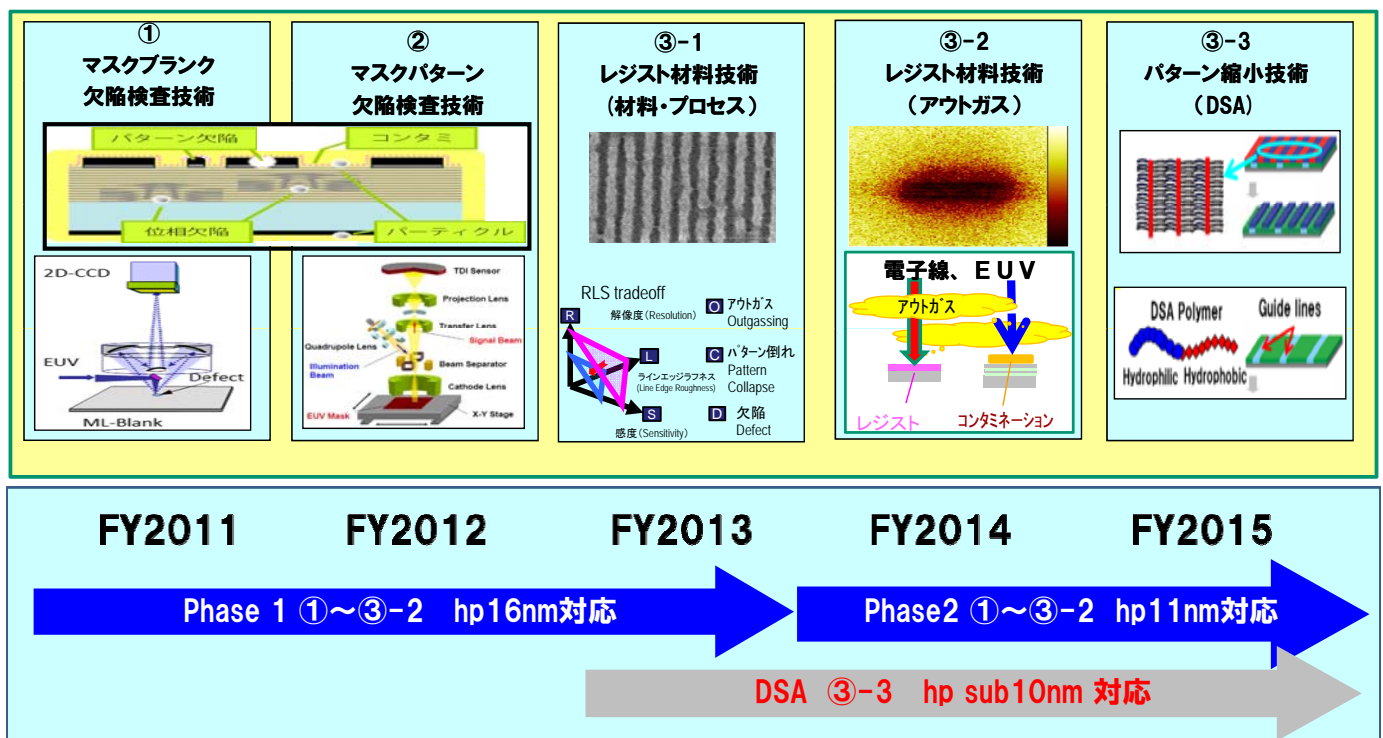 ①
マスクブランク
欠陥検査技術
②
マスクパターン
欠陥検査技術
パターン欠陥
コンタミ
位相欠陥
パーティクル
2D-CCD
EUV
Defect
ML-Blank
TDI Sensor
Projection Lens
Transfer Lens
Signal Beam
Quadrupole Lens
Illumination
Beam
Beam Separator
Cathode Lens
EUV Mask
X-Y Stage
③-1
レジスト材料技術
(材料・プロセス)
RLS tradeoff
R
解像度(Resolution)
L
ラインエッジラフネス
(Line Edge Roughness)
S
感度(Sensitivity)
O アウトガス
Outgassing
C パターン倒れ
Pattern
Collapse
D 欠陥
Defect
③-2
レジスト材料技術
(アウトガス)
電子線、EUV
アウトガス
レジスト
コンタミネーション
③-3
パターン縮小技術
(DSA)
DSA Polymer
Hydrophilic
Hydrophobic
Guide lines
FY2011 FY2012 FY2013 FY2014 FY2015
Phase 1 ①～③-2 hp16nm対応
Phase2 ①～③-2 hp11nm対応
DSA ③-3 hp sub10nm 対応